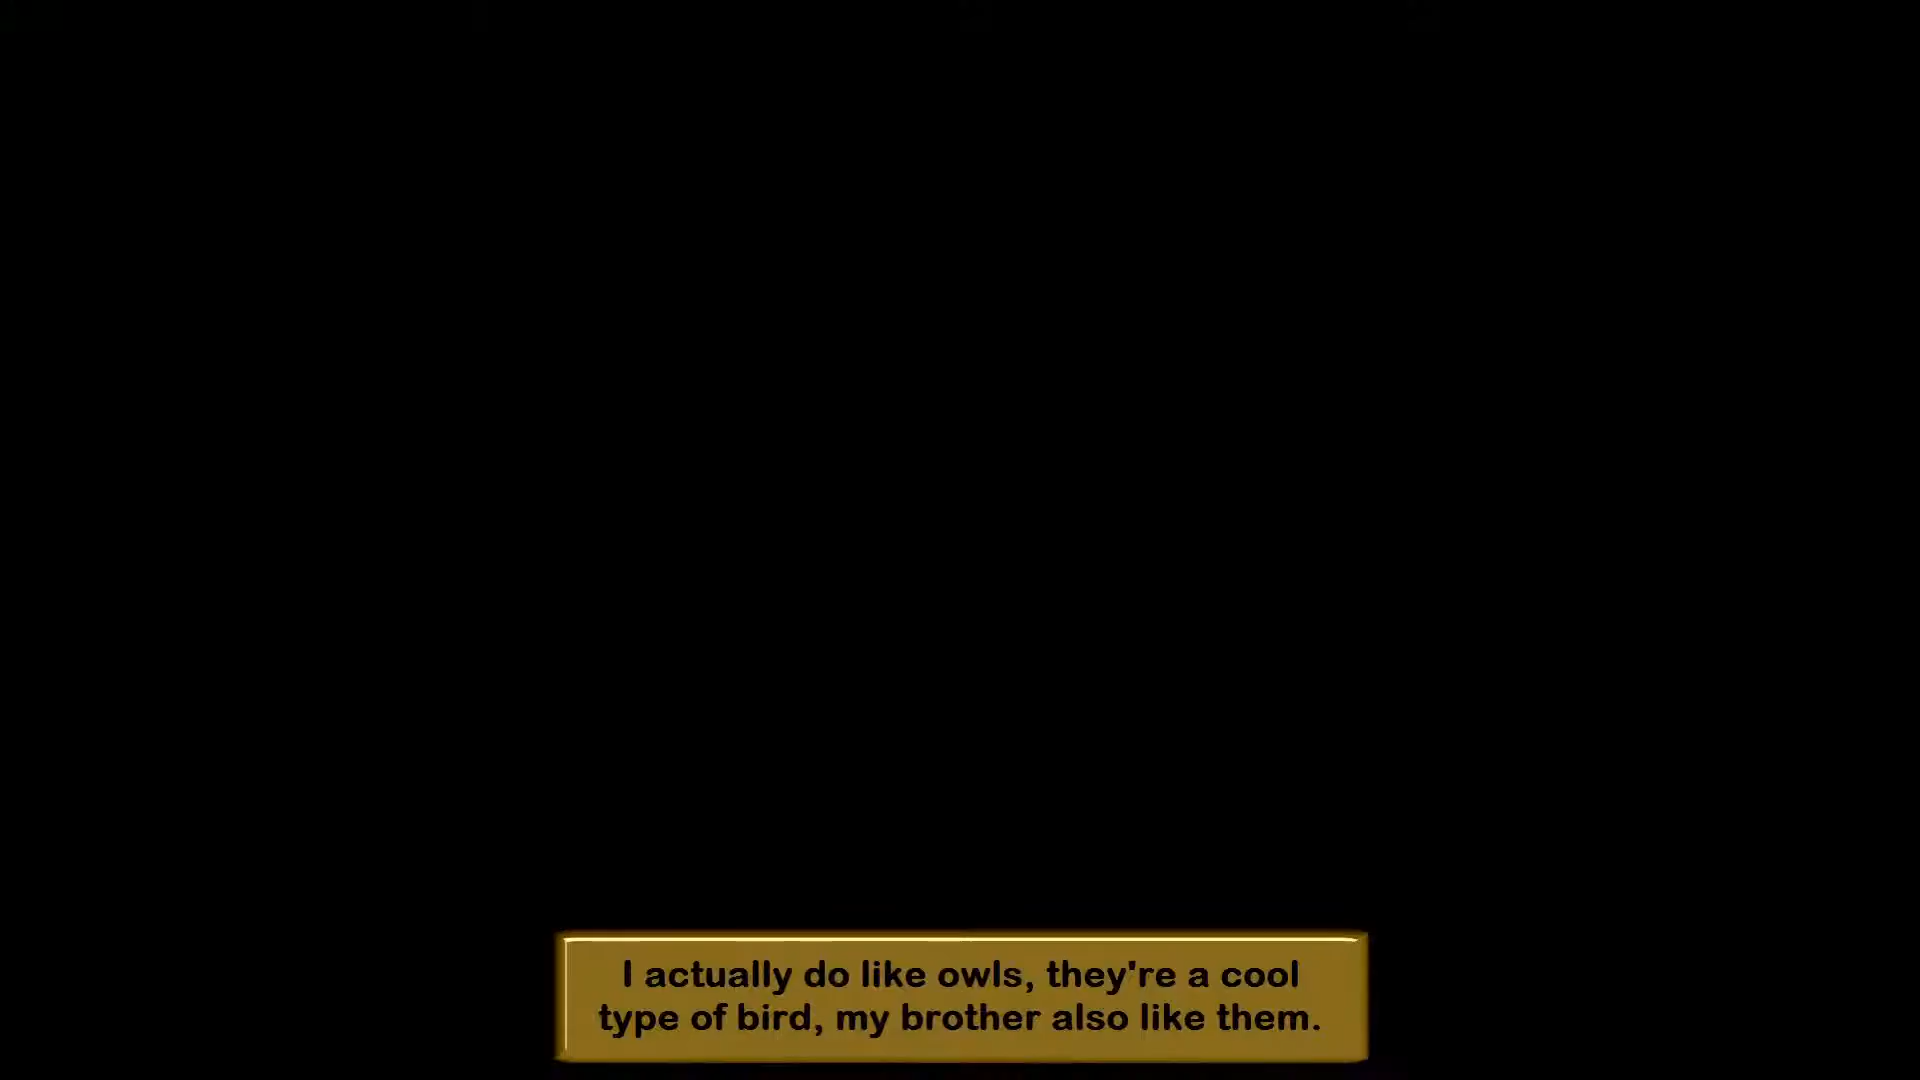 I actually do like owls, they're a cool
type of bird, my brother also like them.